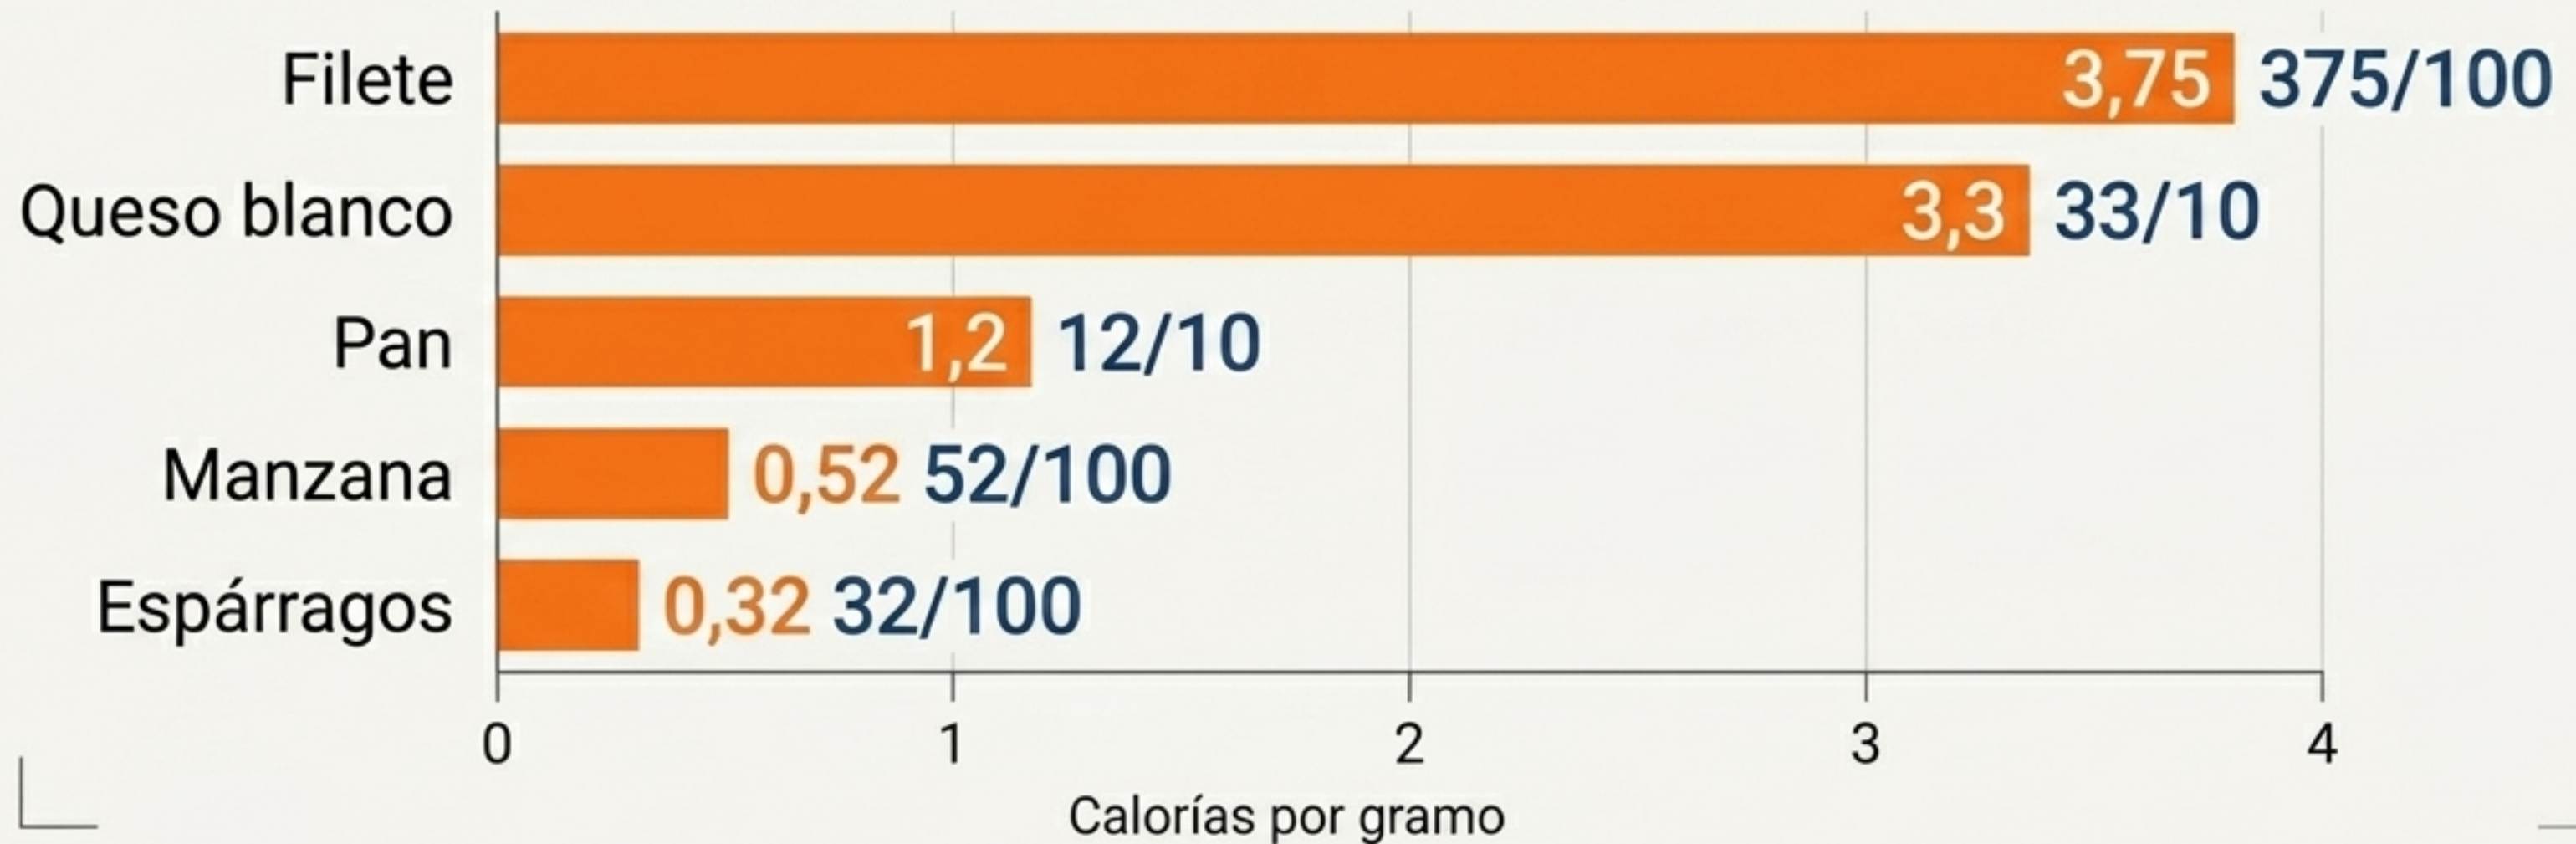 Filete 3,75 375/100
Queso blanco 3,3 33/10
Pan 1,2 12/10
Manzana 0,52 52/100
Espárragos 0,32 32/100
0 1 2 3 4
Calorías por gramo